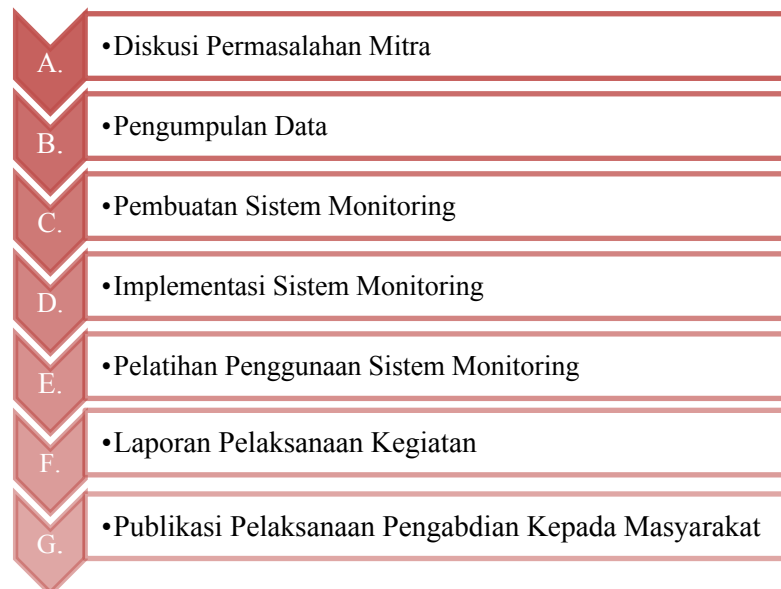 A. •Diskusi Permasalahan Mitra
B. •Pengumpulan Data
C. •Pembuatan Sistem Monitoring
D. •Implementasi Sistem Monitoring
E. •Pelatihan Penggunaan Sistem Monitoring
F. •Laporan Pelaksanaan Kegiatan
G. •Publikasi Pelaksanaan Pengabdian Kepada Masyarakat